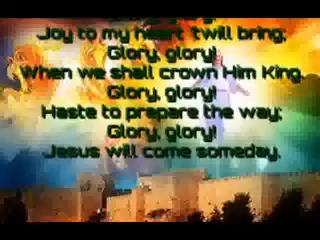 Joy to my heart 'twill bring;
Glory, glory!
When we shall crown Him King.
Glory, glory!
Haste to prepare the way;
Glory, glory!
Jesus will come someday.